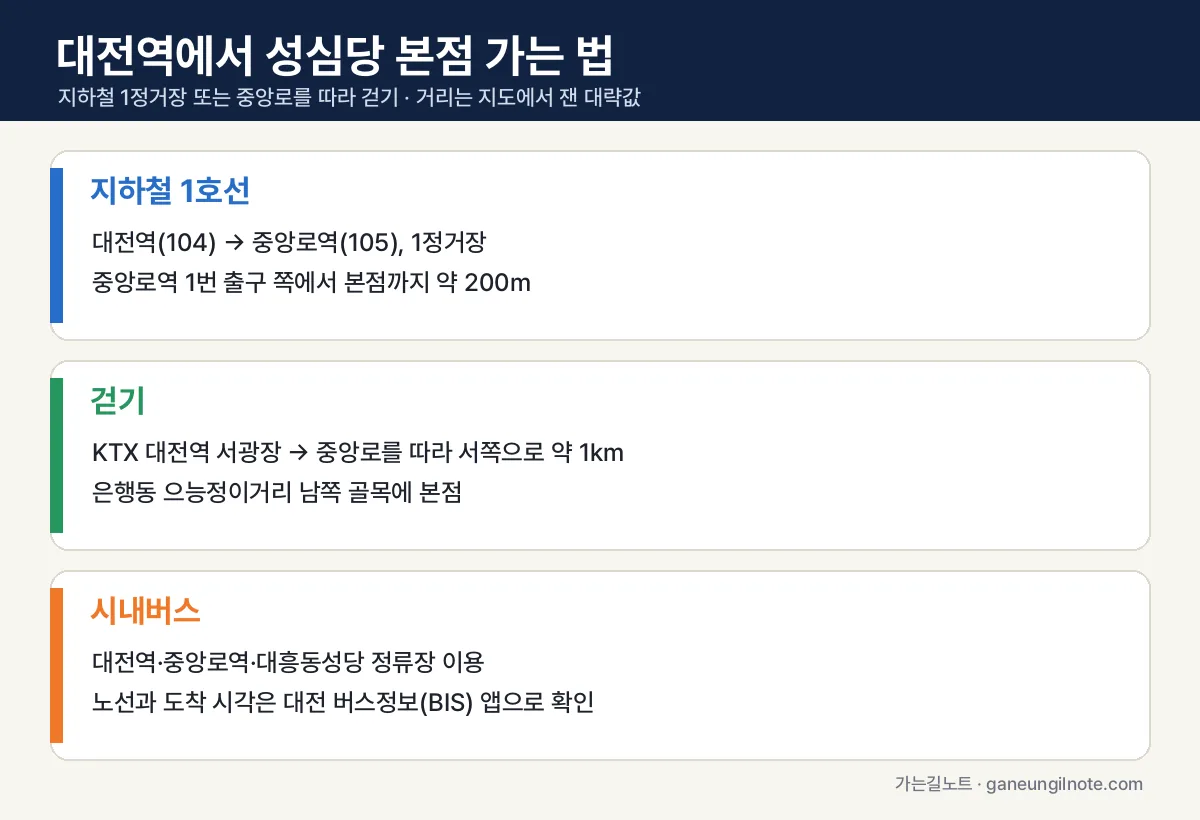 대전역에서 성심당 본점 가는 법
지하철 1정거장 또는 중앙로를 따라 걷기 · 거리는 지도에서 잰 대략값
지하철 1호선
대전역(104) → 중앙로역(105), 1정거장
중앙로역 1번 출구 쪽에서 본점까지 약 200m
걷기
KTX 대전역 서광장 → 중앙로를 따라 서쪽으로 약 1km
은행동 으능정이거리 남쪽 골목에 본점
시내버스
대전역·중앙로역·대흥동성당 정류장 이용
노선과 도착 시각은 대전 버스정보(BIS) 앱으로 확인
가는길노트 · ganeungilnote.com